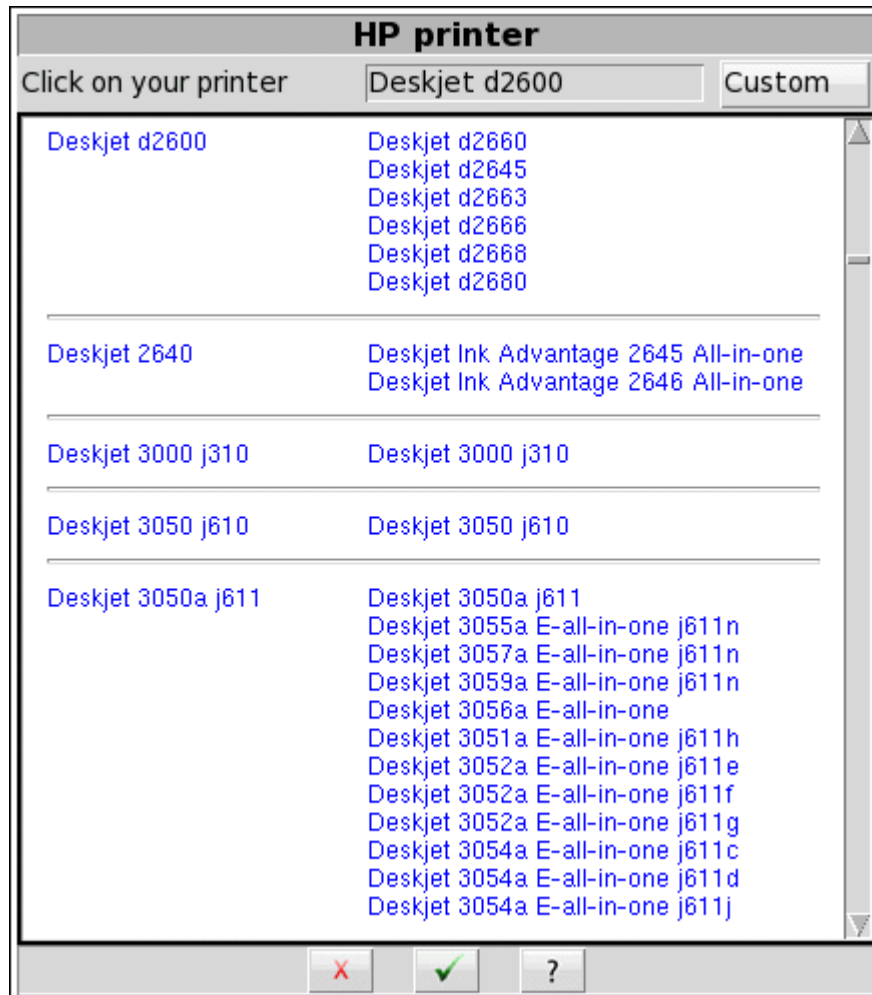 HP printer
Click on your printer Deskjet d2600 Custom
Deskjet d2600 Deskjet d2660
Deskjet d2645
Deskjet d2663
Deskjet d2666
Deskjet d2668
Deskjet d2680
Deskjet 2640 Deskjet Ink Advantage 2645 All-in-one
Deskjet Ink Advantage 2646 All-in-one
Deskjet 3000 j310 Deskjet 3000 j310
Deskjet 3050 j610 Deskjet 3050 j610
Deskjet 3050a j611 Deskjet 3050a j611
Deskjet 3055a E-all-in-one j611n
Deskjet 3057a E-all-in-one j611n
Deskjet 3059a E-all-in-one j611n
Deskjet 3056a E-all-in-one
Deskjet 3051a E-all-in-one j611h
Deskjet 3052a E-all-in-one j611e
Deskjet 3052a E-all-in-one j611f
Deskjet 3052a E-all-in-one j611g
Deskjet 3054a E-all-in-one j611c
Deskjet 3054a E-all-in-one j611d
Deskjet 3054a E-all-in-one j611j
X ✓ ?